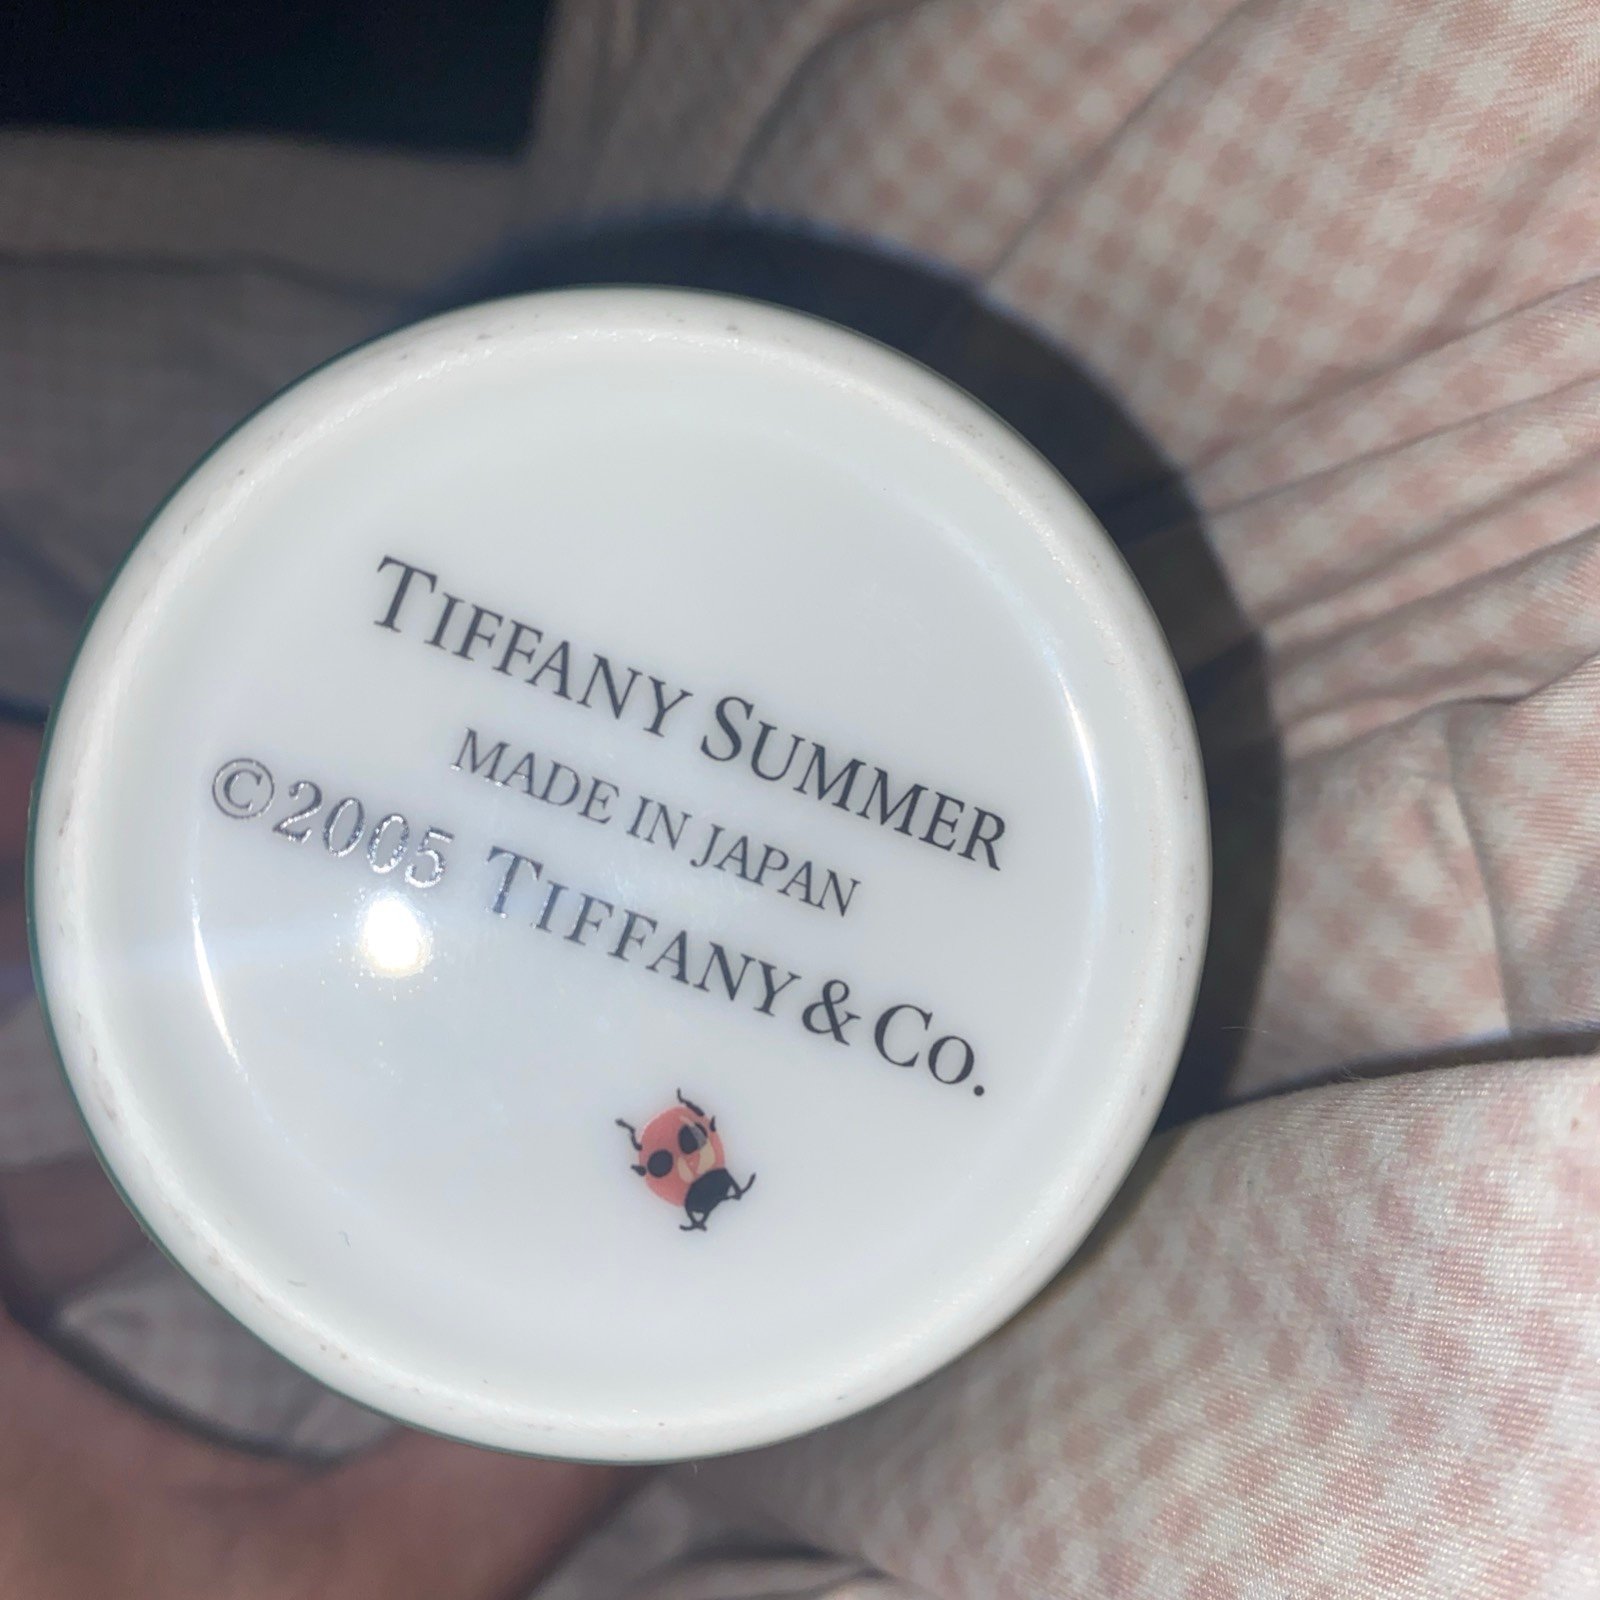 TIFFANY SUMMER
MADE IN JAPAN
©2005 TIFFANY & CO.